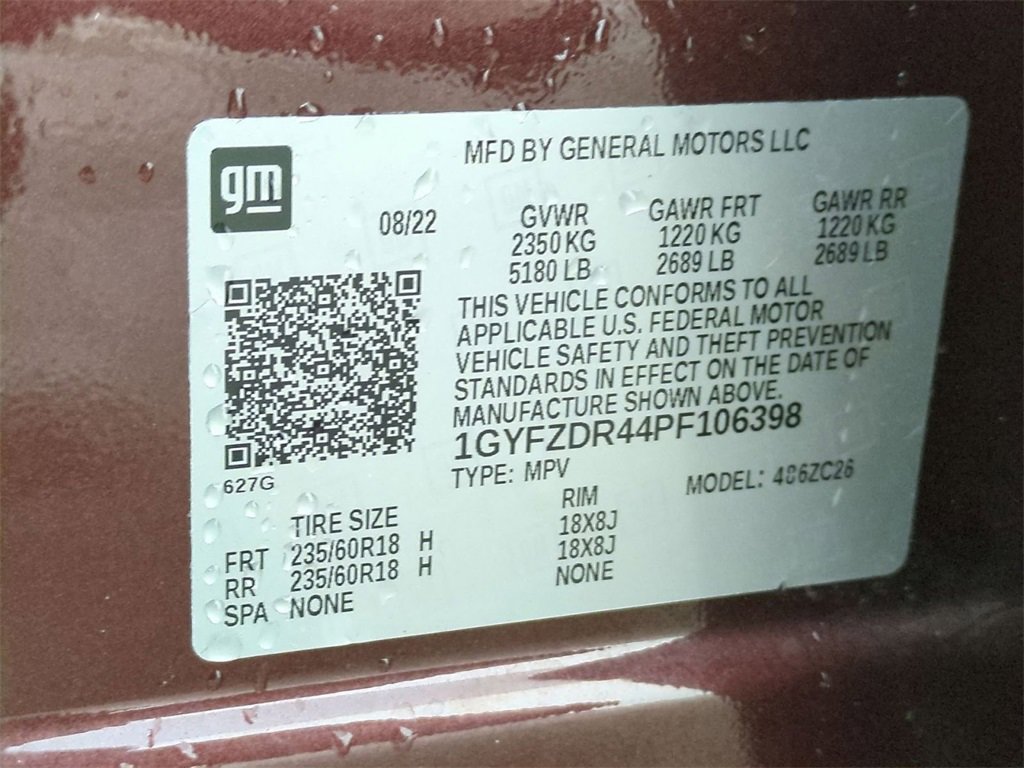 gm
MFD BY GENERAL MOTORS LLC
08/22
GVWR GAWR FRT GAWR RR
2350 KG 1220 KG 1220 KG
5180 LB 2689 LB 2689 LB
THIS VEHICLE CONFORMS TO ALL
APPLICABLE U.S. FEDERAL MOTOR
VEHICLE SAFETY AND THEFT PREVENTION
STANDARDS IN EFFECT ON THE DATE OF
MANUFACTURE SHOWN ABOVE.
1GYFZDR44PF106398
627G
TYPE: MPV MODEL: 486ZC26
TIRE SIZE RIM
FRT 235/60R18 H 18X8J
RR 235/60R18 H 18X8J
SPA NONE NONE